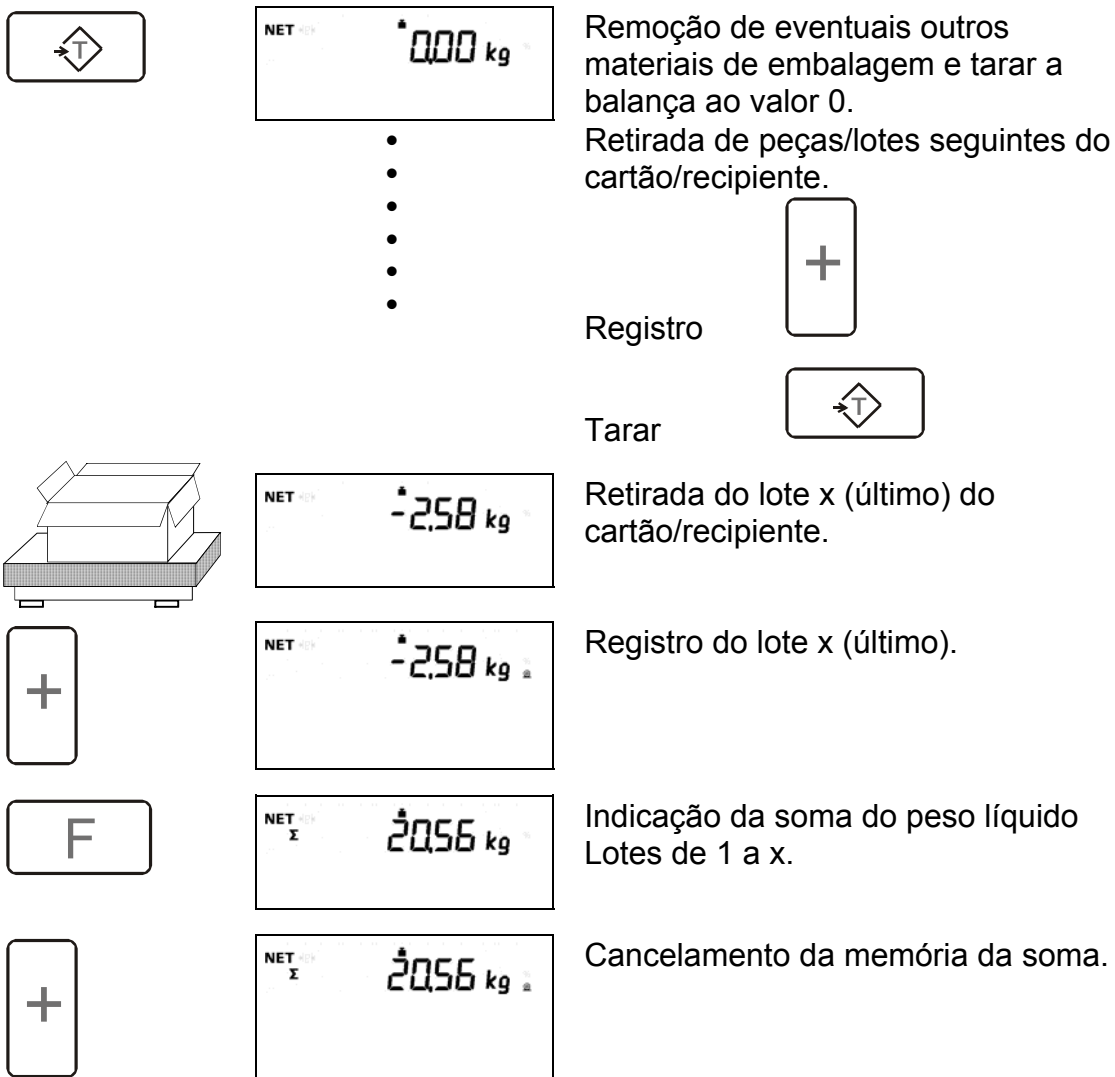 T
NET 0,00 kg
Remoção de eventuais outros
materiais de embalagem e tarar a
balança ao valor 0.
Retirada de peças/lotes seguintes do
cartão/recipiente.
+
Registro
T
Tarar
NET -2,58 kg
Retirada do lote x (último) do
cartão/recipiente.
+
NET -2,58 kg
Registro do lote x (último).
F
NET Σ 20,56 kg
Indicação da soma do peso líquido
Lotes de 1 a x.
+
NET Σ 20,56 kg
Cancelamento da memória da soma.